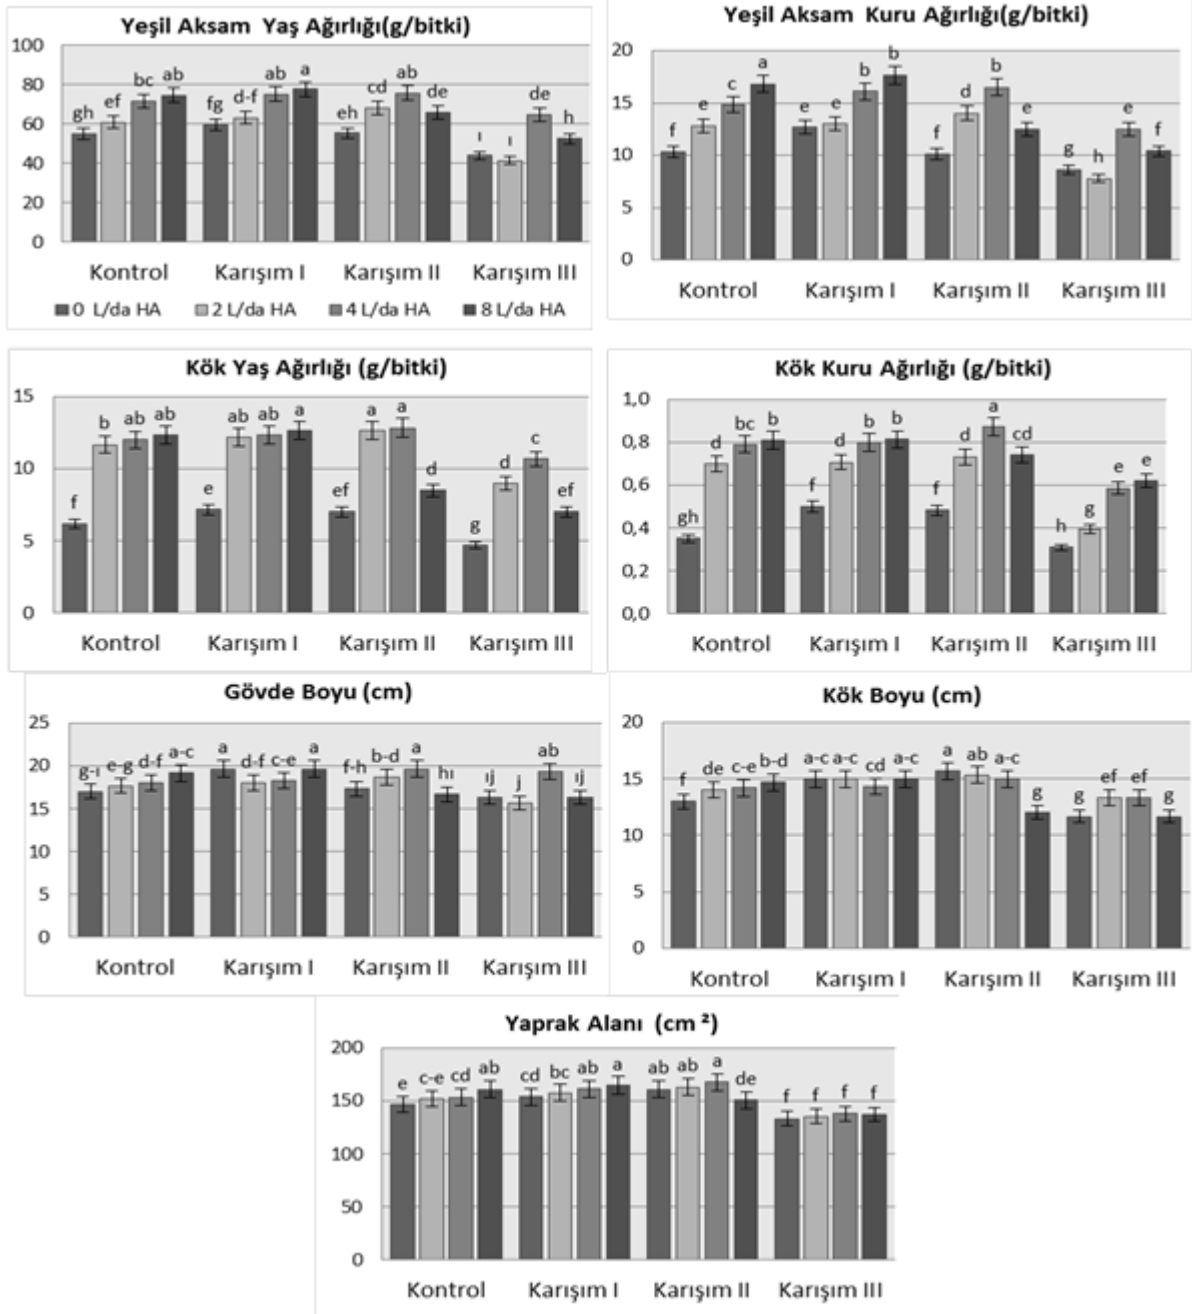 Yeşil Aksam Yaş Ağırlığı(g/bitki)
100
80
60
40
20
0
gh ef bc ab fg d-f ab a eh cd ab de ı ı de h
Kontrol Karışım I Karışım II Karışım III
0 L/da HA 2 L/da HA 4 L/da HA 8 L/da HA
Yeşil Aksam Kuru Ağırlığı(g/bitki)
20
15
10
5
0
f e c a e e b b f d b e g h e f
Kontrol Karışım I Karışım II Karışım III
Kök Yaş Ağırlığı (g/bitki)
15
10
5
0
f b ab ab e ab ab a ef a a d g d c ef
Kontrol Karışım I Karışım II Karışım III
Kök Kuru Ağırlığı (g/bitki)
1,0
0,8
0,6
0,4
0,2
0,0
gh d bc b f d b b f d a cd h g e e
Kontrol Karışım I Karışım II Karışım III
Gövde Boyu (cm)
25
20
15
10
5
0
g-ı e-g d-f a-c a d-f c-e a f-h b-d a hı ıj j ab ıj
Kontrol Karışım I Karışım II Karışım III
Kök Boyu (cm)
20
15
10
5
0
f de c-e b-d a-c a-c cd a-c a ab a-c g g ef ef g
Kontrol Karışım I Karışım II Karışım III
Yaprak Alanı (cm ²)
200
150
100
50
0
e c-e cd ab cd bc ab a ab ab a de f f f f
Kontrol Karışım I Karışım II Karışım III